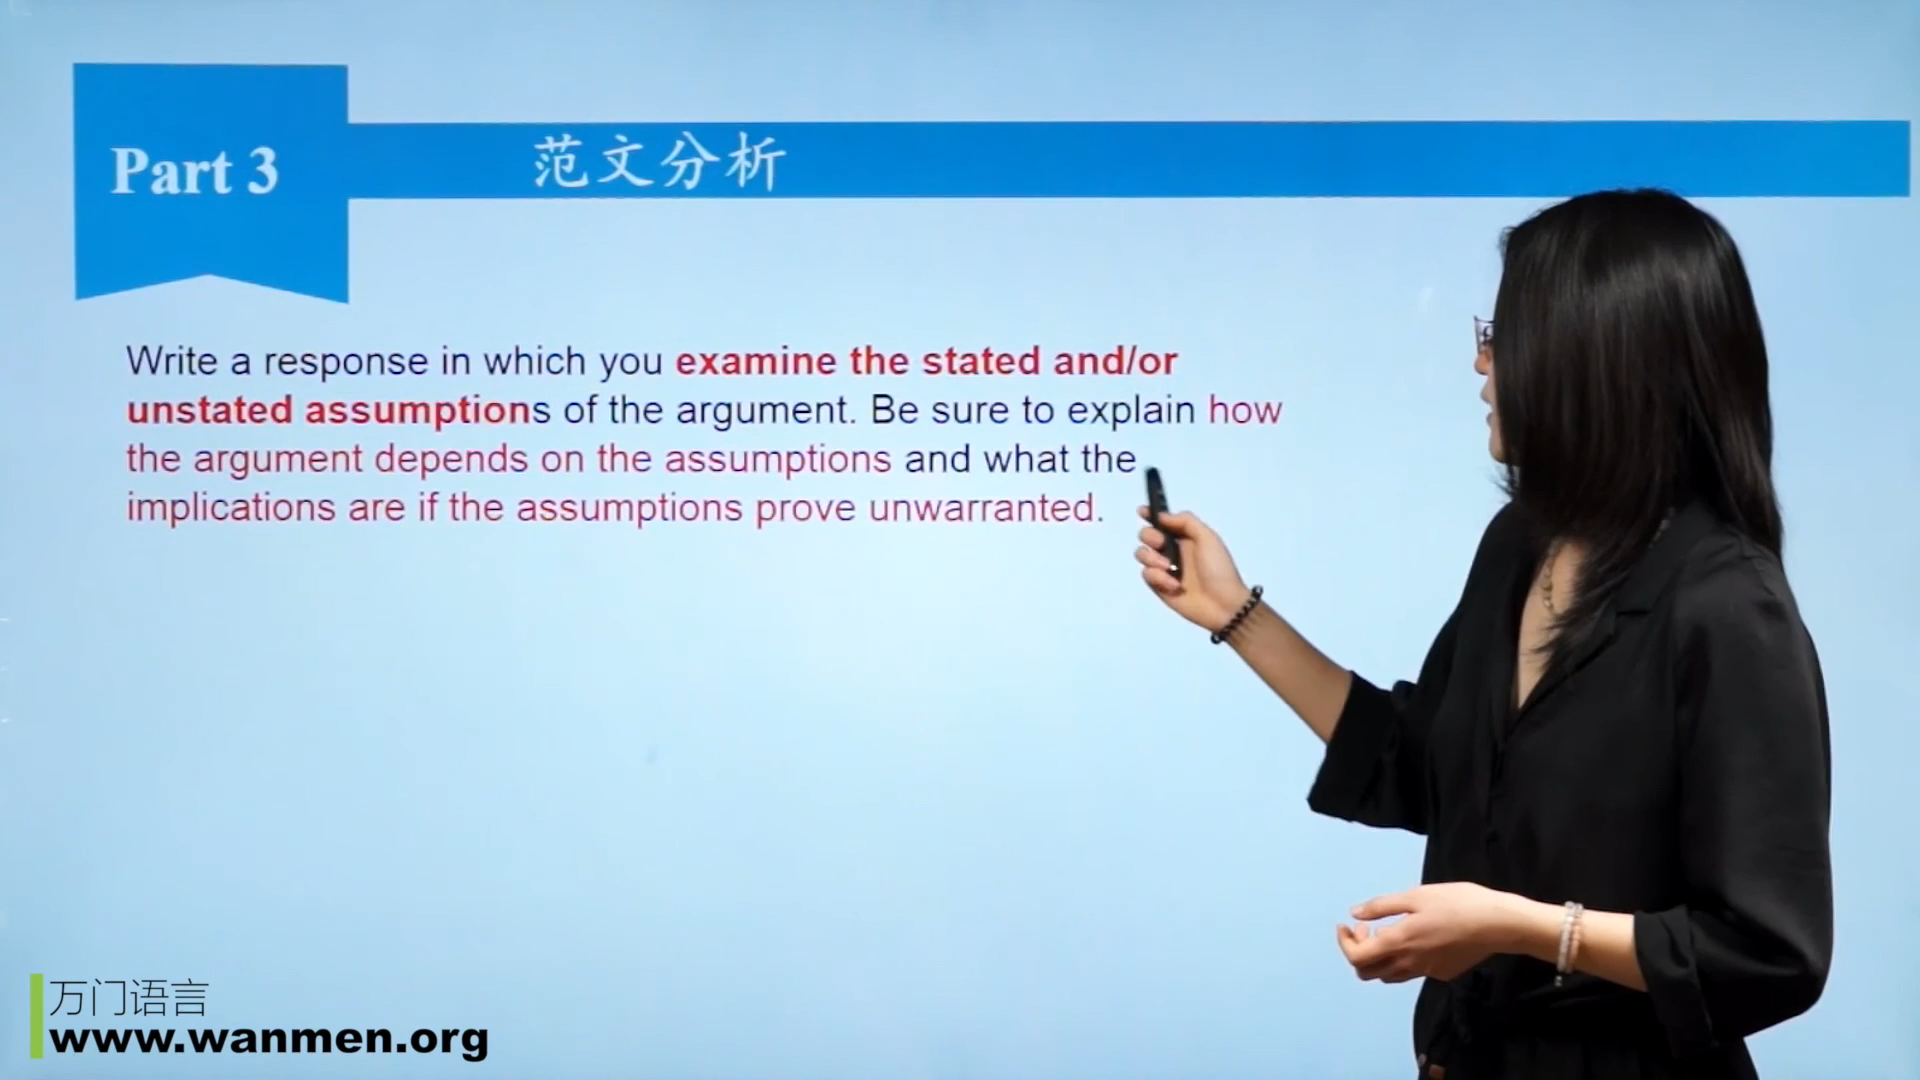 Part 3
范文分析
Write a response in which you examine the stated and/or
unstated assumptions of the argument. Be sure to explain how
the argument depends on the assumptions and what the
implications are if the assumptions prove unwarranted.
万门语言
www.wanmen.org